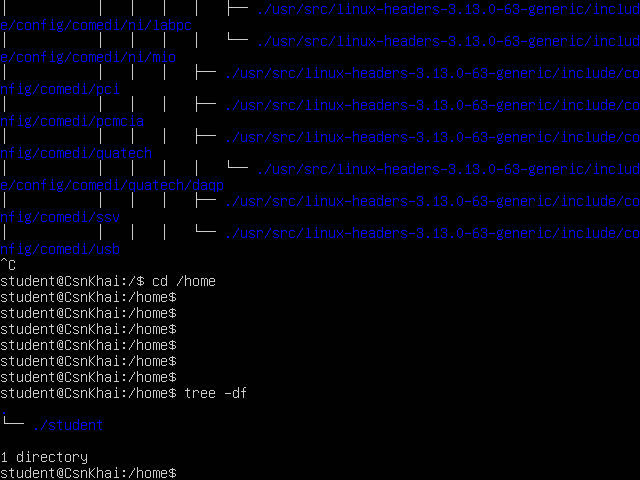 │ │ │ │ │ ├── ./usr/src/linux-headers-3.13.0-63-generic/includ
e/config/comedi/ni/labpc
│ │ │ │ │ └── ./usr/src/linux-headers-3.13.0-63-generic/includ
e/config/comedi/ni/mio
│ │ │ │ ├── ./usr/src/linux-headers-3.13.0-63-generic/include/co
nfig/comedi/pci
│ │ │ │ ├── ./usr/src/linux-headers-3.13.0-63-generic/include/co
nfig/comedi/pcmcia
│ │ │ │ ├── ./usr/src/linux-headers-3.13.0-63-generic/include/co
nfig/comedi/quatech
│ │ │ │ │ └── ./usr/src/linux-headers-3.13.0-63-generic/includ
e/config/comedi/quatech/daqp
│ │ │ │ ├── ./usr/src/linux-headers-3.13.0-63-generic/include/co
nfig/comedi/ssv
│ │ │ │ └── ./usr/src/linux-headers-3.13.0-63-generic/include/co
nfig/comedi/usb
^C
student@CsnKhai:/$ cd /home
student@CsnKhai:/home$
student@CsnKhai:/home$
student@CsnKhai:/home$
student@CsnKhai:/home$
student@CsnKhai:/home$
student@CsnKhai:/home$
student@CsnKhai:/home$ tree -df
.
└── ./student
1 directory
student@CsnKhai:/home$